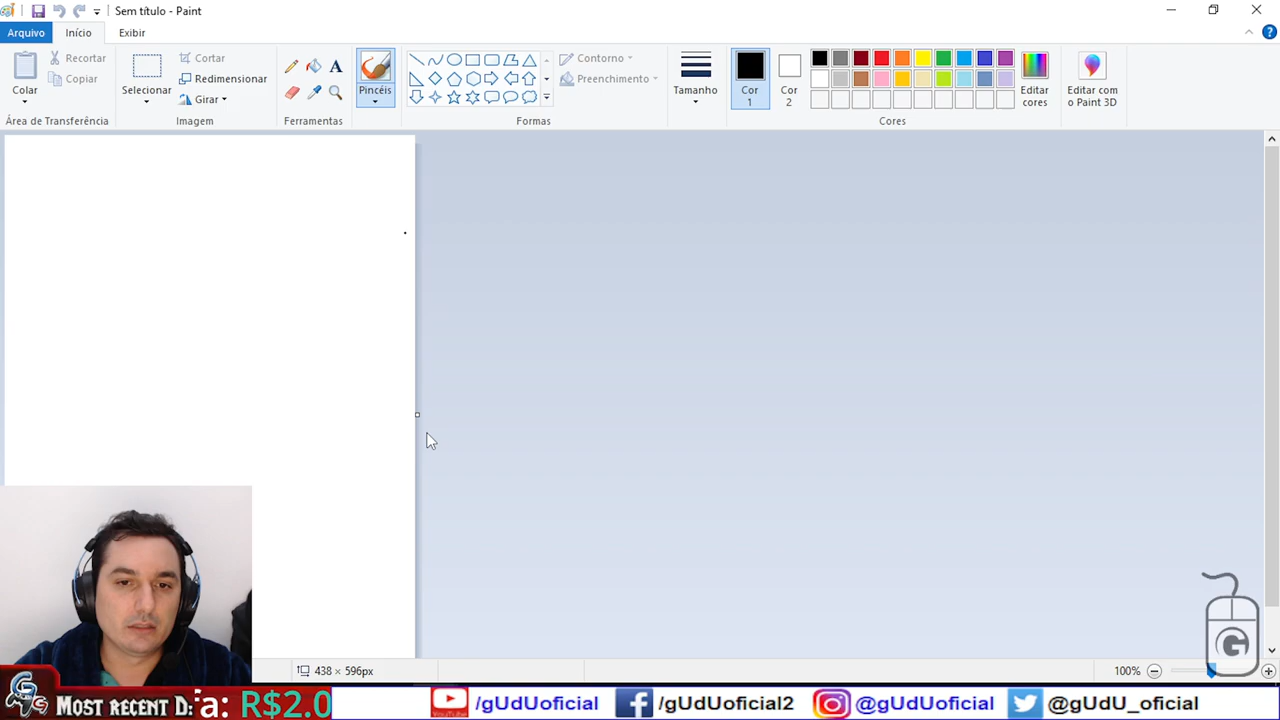 Sem título - Paint
Arquivo Início Exibir
Colar
Recortar
Copiar
Área de Transferência
Selecionar
Cortar
Redimensionar
Girar
Imagem
A
Ferramentas
Pincéis
Contorno
Preenchimento
Formas
Tamanho
Cor 1
Cor 2
Editar cores
Cores
Editar com o Paint 3D
438 × 596px
100%
G
Most recent D:
a: R$2.0
YouTube
/gUdUoficial
/gUdUoficial2
@gUdUoficial
@gUdU_oficial